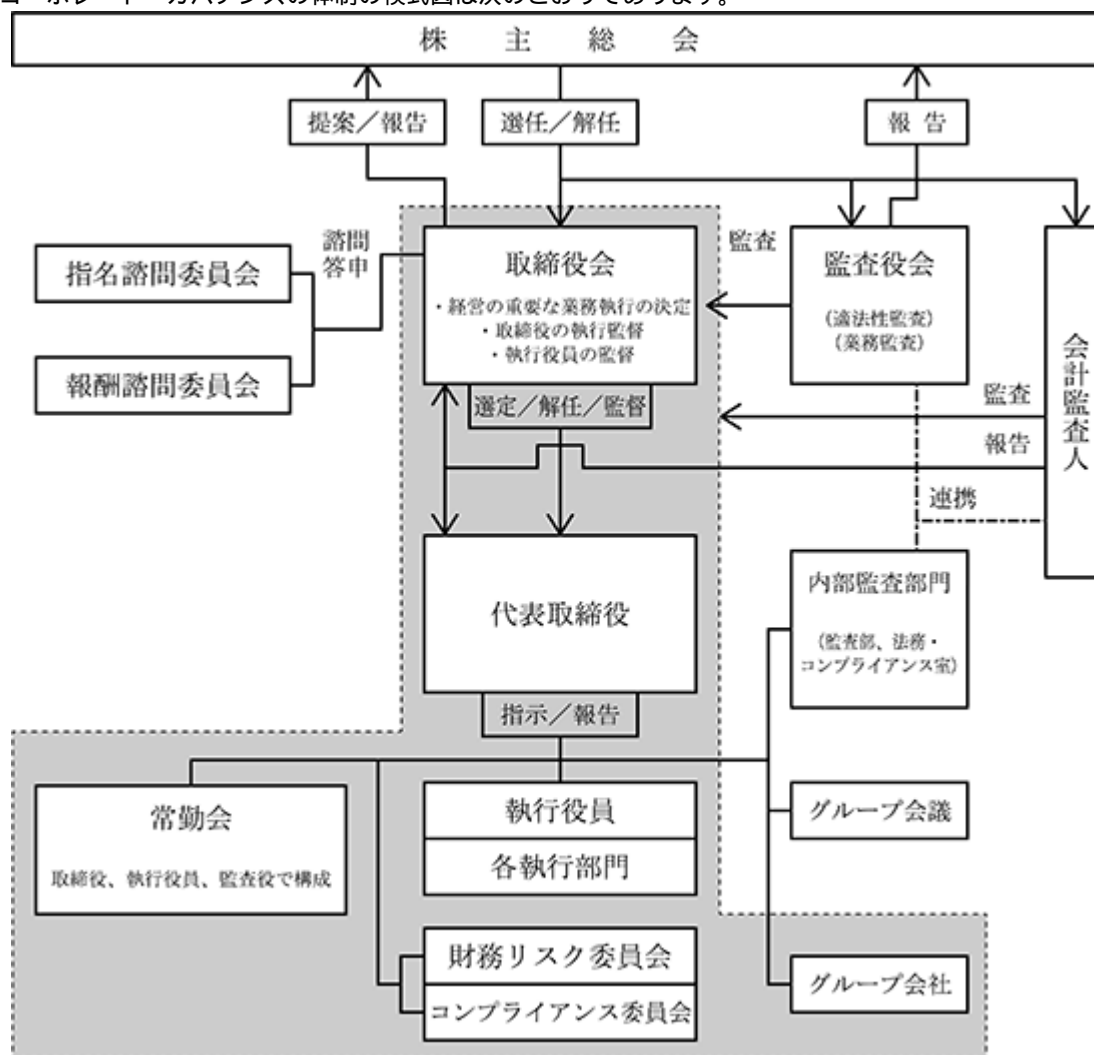 コーポレート・ガバナンスの体制の模式図は次のとおりであります。
株主総会
提案／報告
選任／解任
報告
指名諮問委員会
報酬諮問委員会
諮問
答申
取締役会
・経営の重要な業務執行の決定
・取締役の執行監督
・執行役員の監督
監査
監査役会
(適法性監査)
(業務監査)
会計監査人
選定／解任／監督
監査
報告
連携
代表取締役
内部監査部門
(監査部、法務・
コンプライアンス室)
指示／報告
常勤会
取締役、執行役員、監査役で構成
執行役員
各執行部門
グループ会議
財務リスク委員会
コンプライアンス委員会
グループ会社